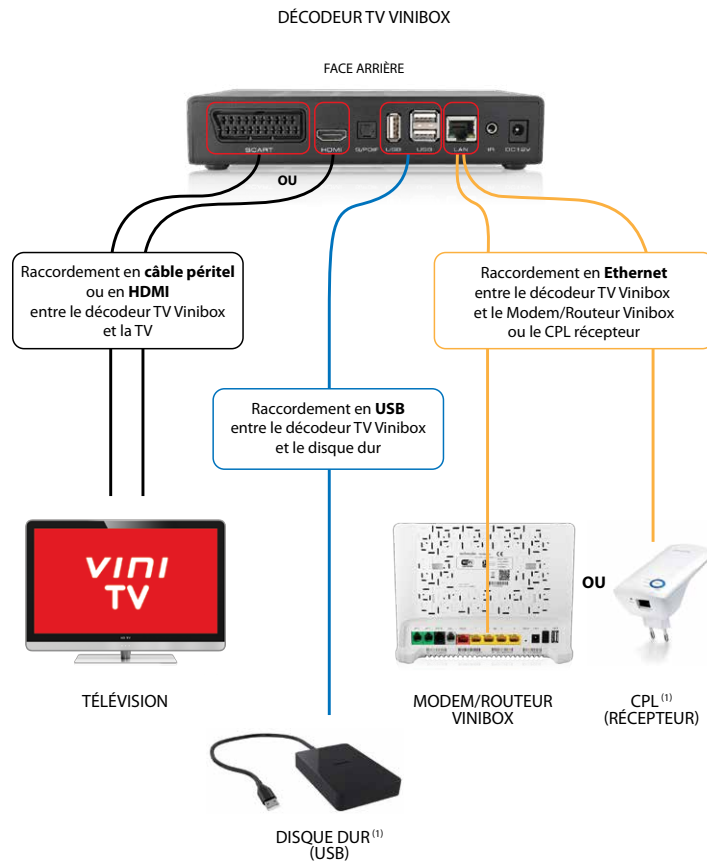 DÉCODEUR TV VINIBOX
FACE ARRIÈRE
SCART
HDMI
S/PDIF
USB
USB
LAN
IR
DC12V
OU
Raccordement en câble péritel
ou en HDMI
entre le décodeur TV Vinibox
et la TV
Raccordement en Ethernet
entre le décodeur TV Vinibox
et le Modem/Routeur Vinibox
ou le CPL récepteur
Raccordement en USB
entre le décodeur TV Vinibox
et le disque dur
VINI
TV
OU
TÉLÉVISION
MODEM/ROUTEUR
VINIBOX
CPL (1)
(RÉCEPTEUR)
DISQUE DUR (1)
(USB)